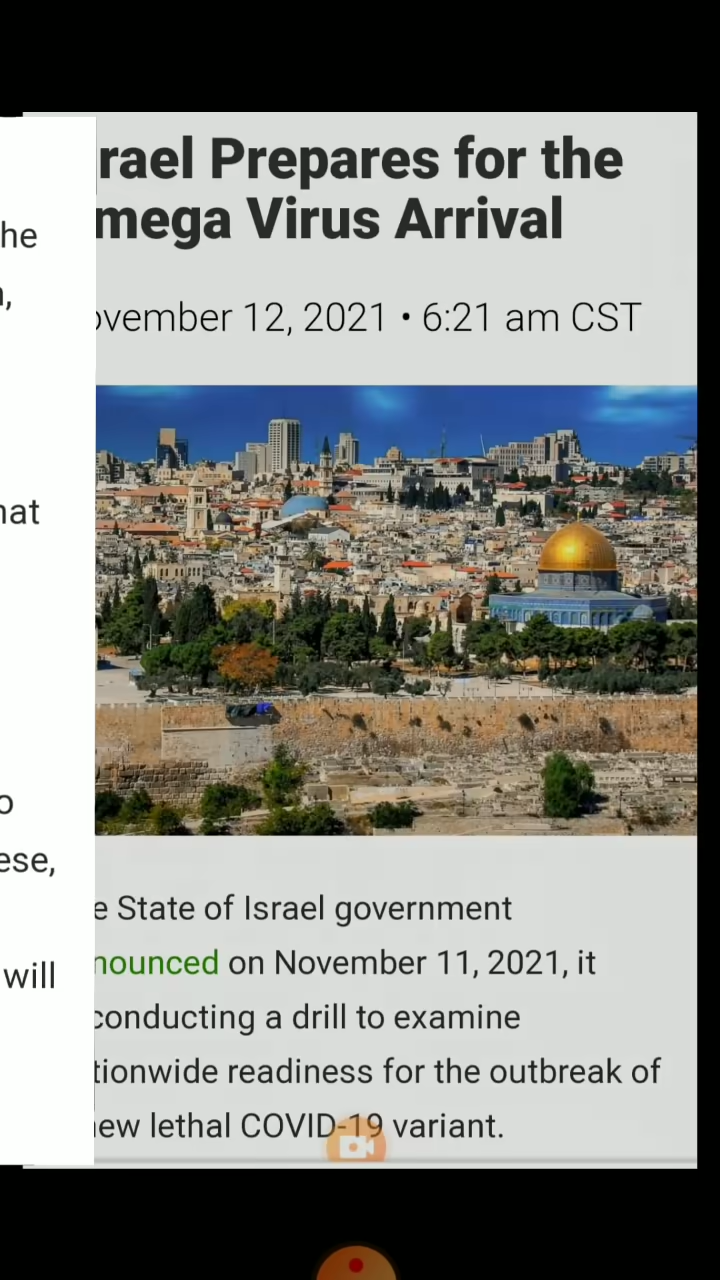 rael Prepares for the
mega Virus Arrival
ovember 12, 2021 • 6:21 am CST
e State of Israel government
nounced on November 11, 2021, it
conducting a drill to examine
tionwide readiness for the outbreak of
new lethal COVID-19 variant.
he
n,
hat
o
ese,
will